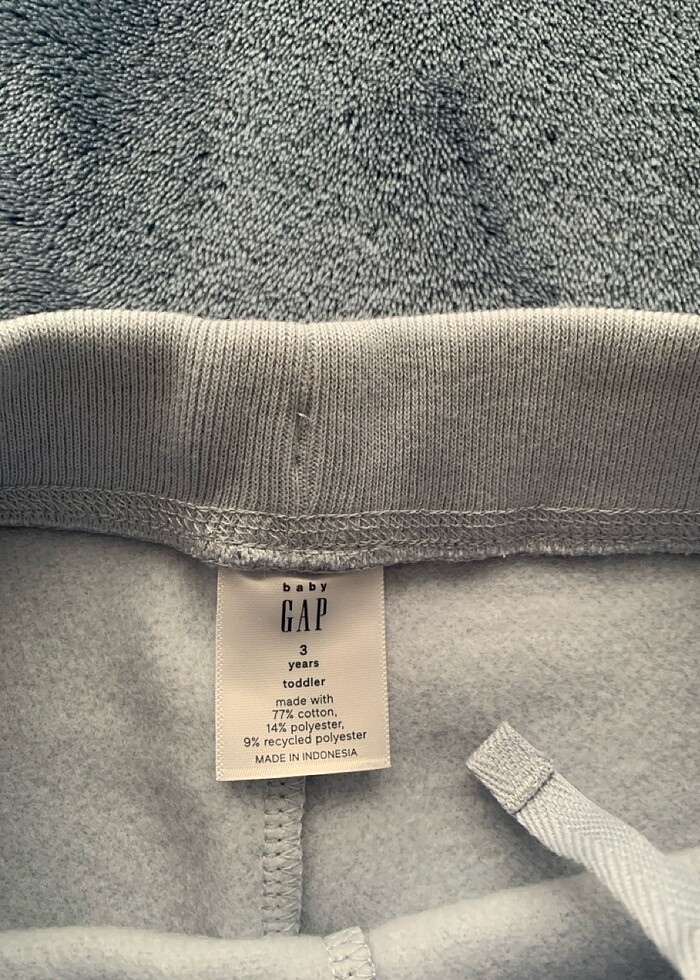 baby
GAP
3
years
toddler
made with
77% cotton,
14% polyester,
9% recycled polyester
MADE IN INDONESIA